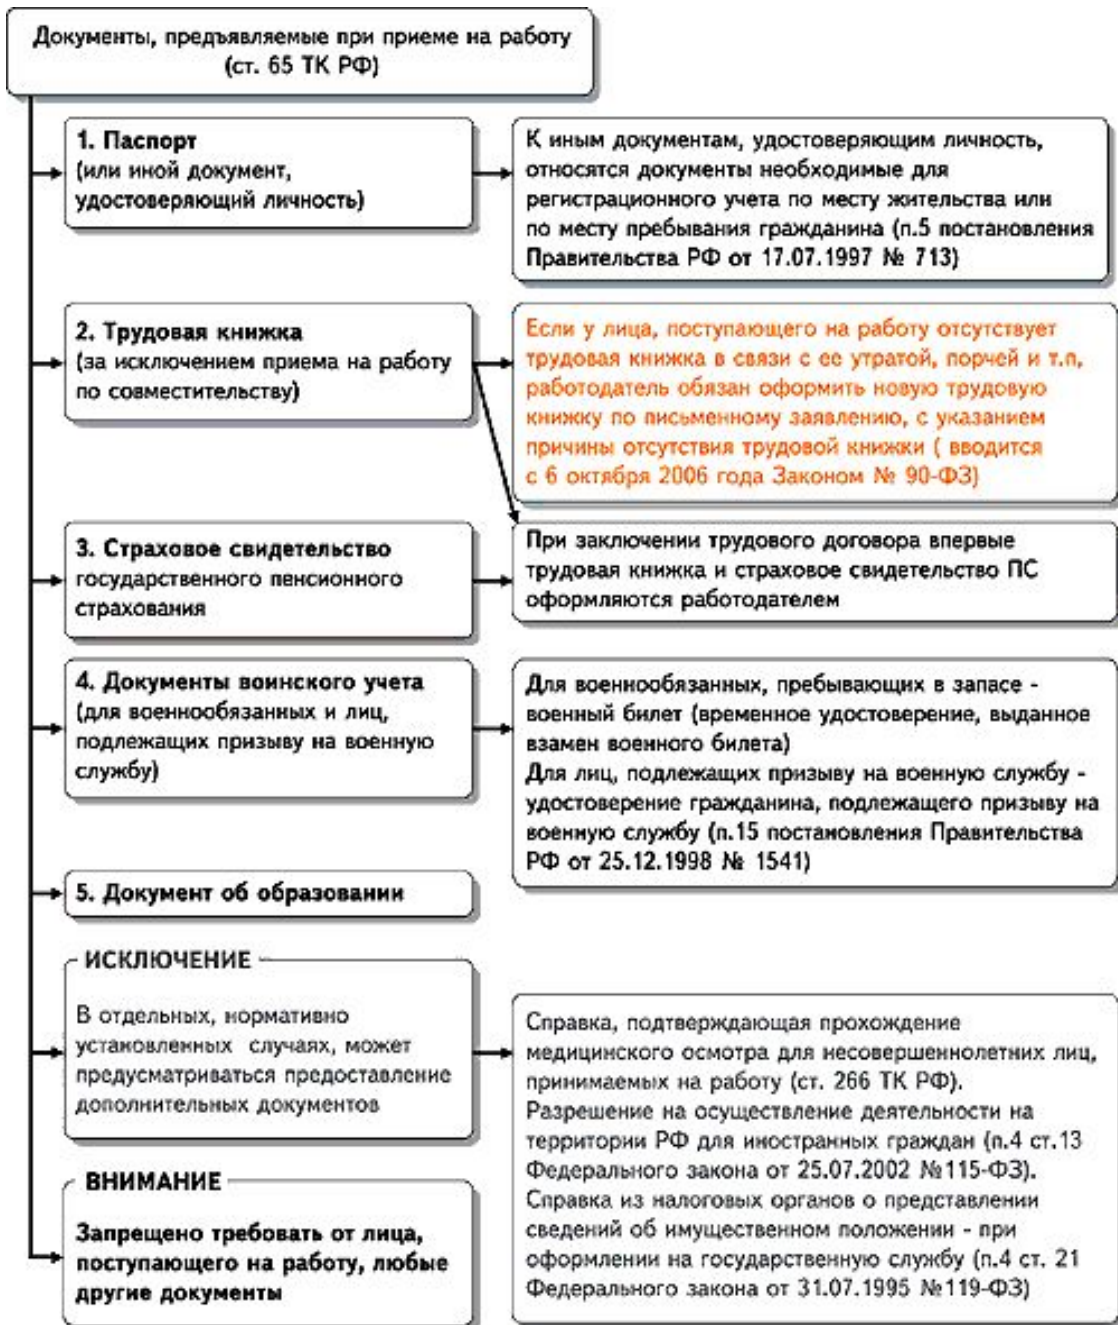 Документы, предъявляемые при приеме на работу
(ст. 65 ТК РФ)
1. Паспорт
(или иной документ,
удостоверяющий личность)
К иным документам, удостоверяющим личность,
относятся документы необходимые для
регистрационного учета по месту жительства или
по месту пребывания гражданина (п.5 постановления
Правительства РФ от 17.07.1997 № 713)
2. Трудовая книжка
(за исключением приема на работу
по совместительству)
Если у лица, поступающего на работу отсутствует
трудовая книжка в связи с ее утратой, порчей и т.п,
работодатель обязан оформить новую трудовую
книжку по письменному заявлению, с указанием
причины отсутствия трудовой книжки ( вводится
с 6 октября 2006 года Законом № 90-ФЗ)
3. Страховое свидетельство
государственного пенсионного
страхования
При заключении трудового договора впервые
трудовая книжка и страховое свидетельство ПС
оформляются работодателем
4. Документы воинского учета
(для военнообязанных и лиц,
подлежащих призыву на военную
службу)
Для военнообязанных, пребывающих в запасе -
военный билет (временное удостоверение, выданное
взамен военного билета)
Для лиц, подлежащих призыву на военную службу -
удостоверение гражданина, подлежащего призыву на
военную службу (п.15 постановления Правительства
РФ от 25.12.1998 № 1541)
5. Документ об образовании
ИСКЛЮЧЕНИЕ
В отдельных, нормативно
установленных случаях, может
предусматриваться предоставление
дополнительных документов
Справка, подтверждающая прохождение
медицинского осмотра для несовершеннолетних лиц,
принимаемых на работу (ст. 266 ТК РФ).
Разрешение на осуществление деятельности на
территории РФ для иностранных граждан (п.4 ст.13
Федерального закона от 25.07.2002 №115-ФЗ).
Справка из налоговых органов о представлении
сведений об имущественном положении - при
оформлении на государственную службу (п.4 ст. 21
Федерального закона от 31.07.1995 №119-ФЗ)
ВНИМАНИЕ
Запрещено требовать от лица,
поступающего на работу, любые
другие документы